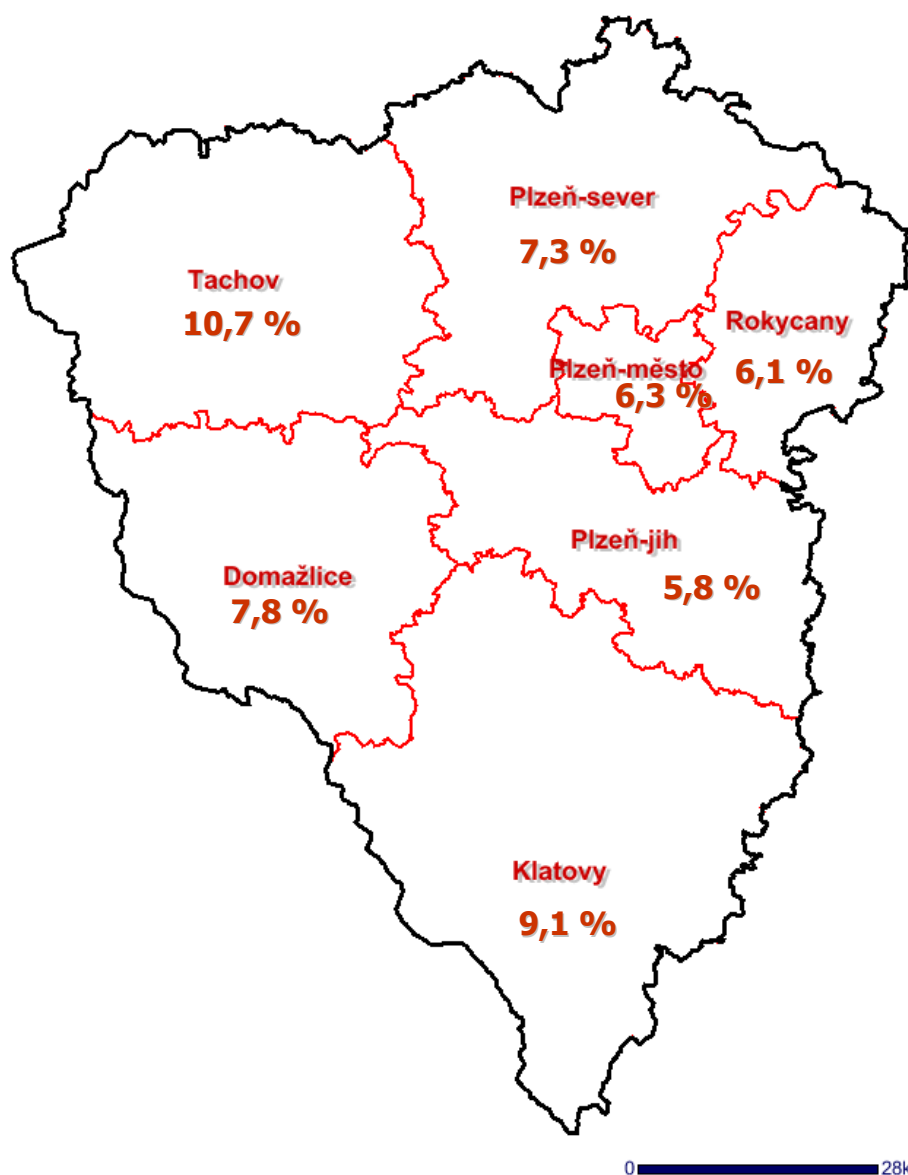 Plzeň-sever
7,3 %
Tachov
10,7 %
Rokycany
6,1 %
Plzeň-město
6,3 %
Plzeň-jih
5,8 %
Domažlice
7,8 %
Klatovy
9,1 %
0 28k